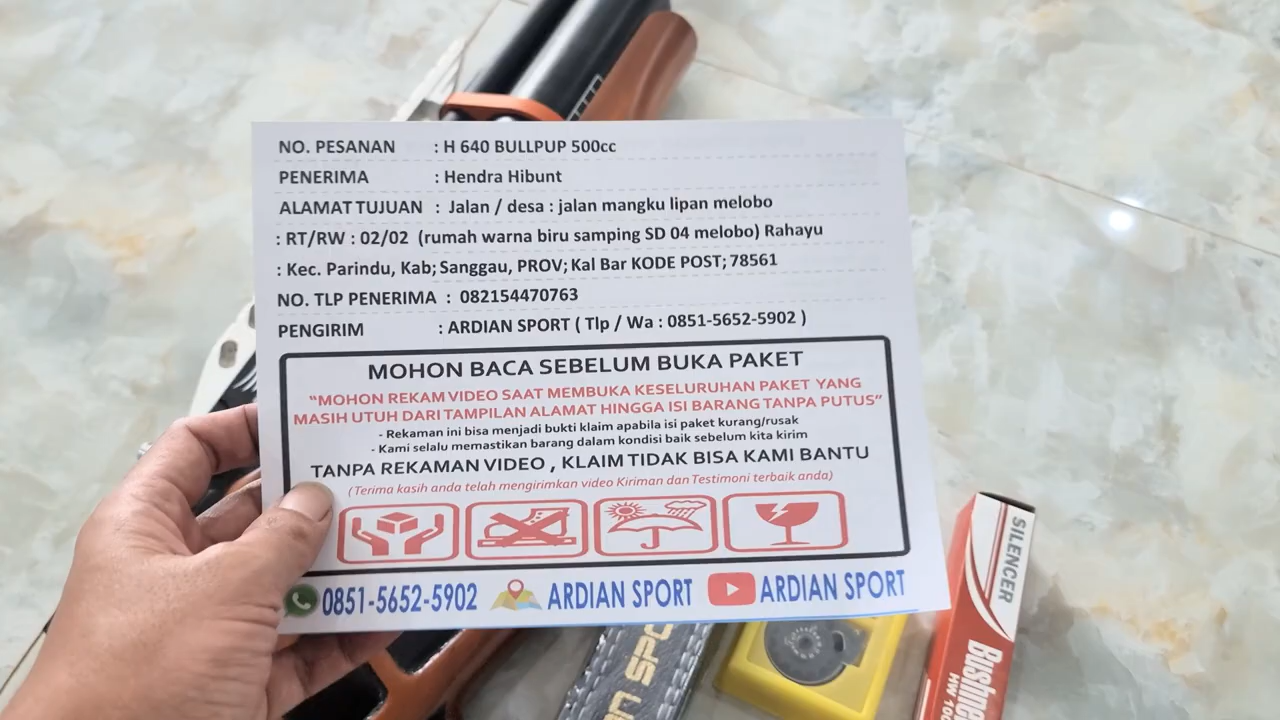 NO. PESANAN : H 640 BULLPUP 500cc
PENERIMA : Hendra Hibunt
ALAMAT TUJUAN : Jalan / desa : jalan mangku lipan melobo
: RT/RW : 02/02 (rumah warna biru samping SD 04 melobo) Rahayu
: Kec. Parindu, Kab; Sanggau, PROV; Kal Bar KODE POST; 78561
NO. TLP PENERIMA : 082154470763
PENGIRIM : ARDIAN SPORT ( Tlp / Wa : 0851-5652-5902 )
MOHON BACA SEBELUM BUKA PAKET
"MOHON REKAM VIDEO SAAT MEMBUKA KESELURUHAN PAKET YANG
MASIH UTUH DARI TAMPILAN ALAMAT HINGGA ISI BARANG TANPA PUTUS"
- Rekaman ini bisa menjadi bukti klaim apabila isi paket kurang/rusak
- Kami selalu memastikan barang dalam kondisi baik sebelum kita kirim
TANPA REKAMAN VIDEO , KLAIM TIDAK BISA KAMI BANTU
(Terima kasih anda telah mengirimkan video Kiriman dan Testimoni terbaik anda)
0851-5652-5902 ARDIAN SPORT ARDIAN SPORT
SILENCER